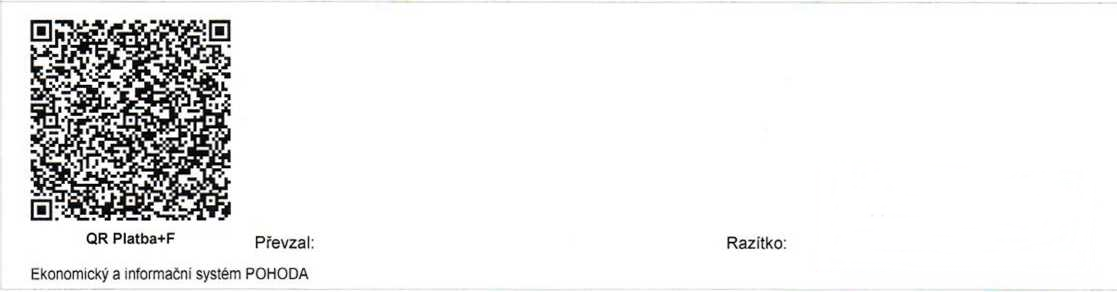 QR Platba+F
Převzal: Razítko:
Ekonomický a informační systém POHODA